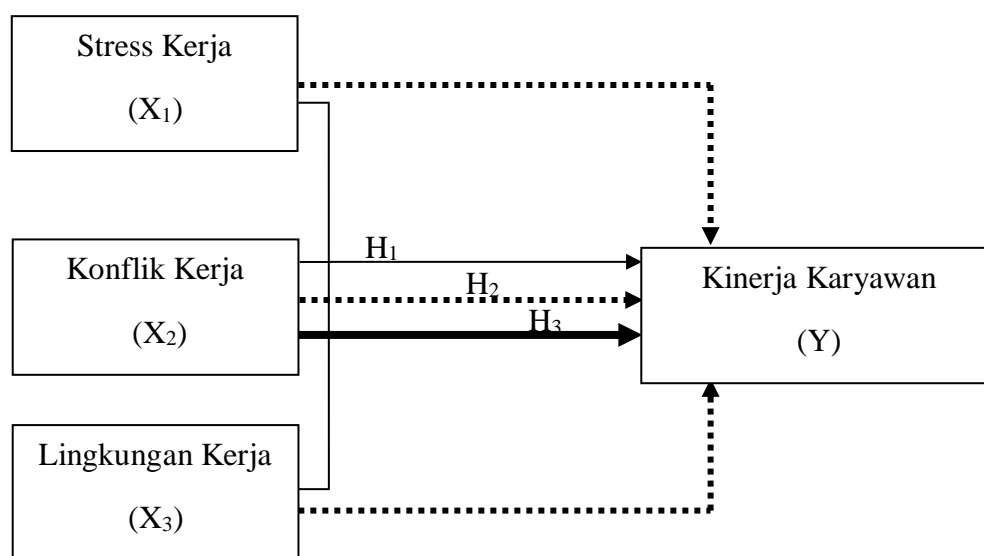 Stress Kerja
(X₁)
Konflik Kerja
(X₂)
Lingkungan Kerja
(X₃)
H₁
H₂
H₃
Kinerja Karyawan
(Y)